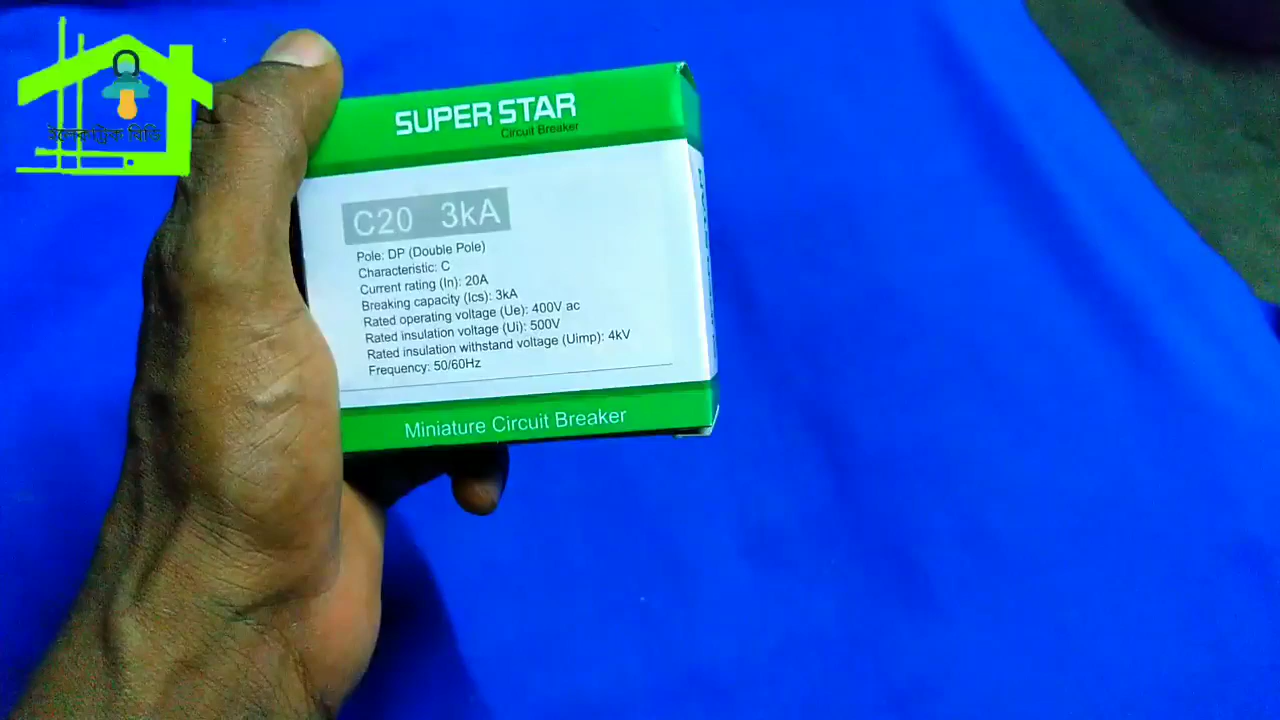 ইলেকট্রিক বিডি
SUPER STAR
Circuit Breaker
C20 3kA
Pole: DP (Double Pole)
Characteristic: C
Current rating (In): 20A
Breaking capacity (Ics): 3kA
Rated operating voltage (Ue): 400V ac
Rated insulation voltage (Ui): 500V
Rated insulation withstand voltage (Uimp): 4kV
Frequency: 50/60Hz
Miniature Circuit Breaker